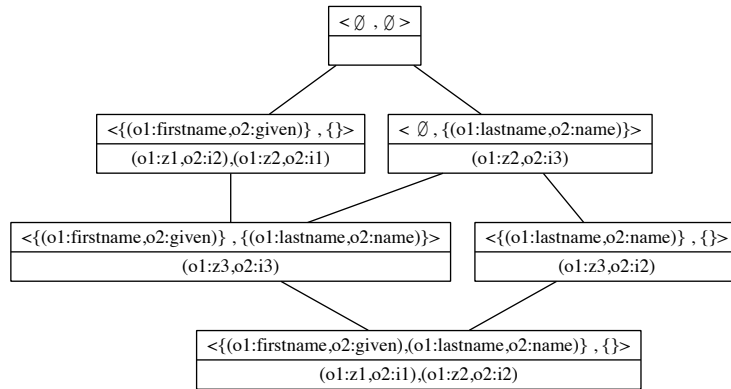 <∅ , ∅>
<{(o1:firstname,o2:given)} , {}>
(o1:z1,o2:i2),(o1:z2,o2:i1)
<∅ , {(o1:lastname,o2:name)}>
(o1:z2,o2:i3)
<{(o1:firstname,o2:given)} , {(o1:lastname,o2:name)}>
(o1:z3,o2:i3)
<{(o1:lastname,o2:name)} , {}>
(o1:z3,o2:i2)
<{(o1:firstname,o2:given),(o1:lastname,o2:name)} , {}>
(o1:z1,o2:i1),(o1:z2,o2:i2)